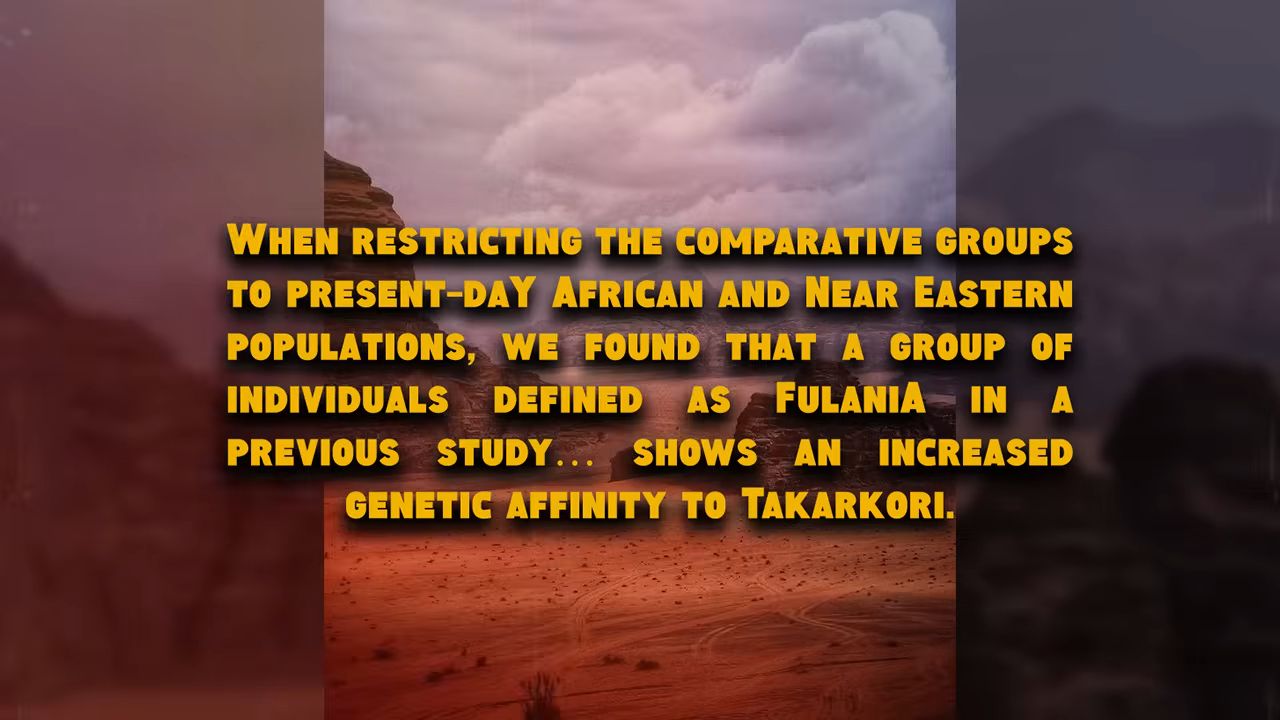 When restricting the comparative groups
to present-day African and Near Eastern
populations, we found that a group of
individuals defined as FulaniA in a
previous study… shows an increased
genetic affinity to Takarkori.